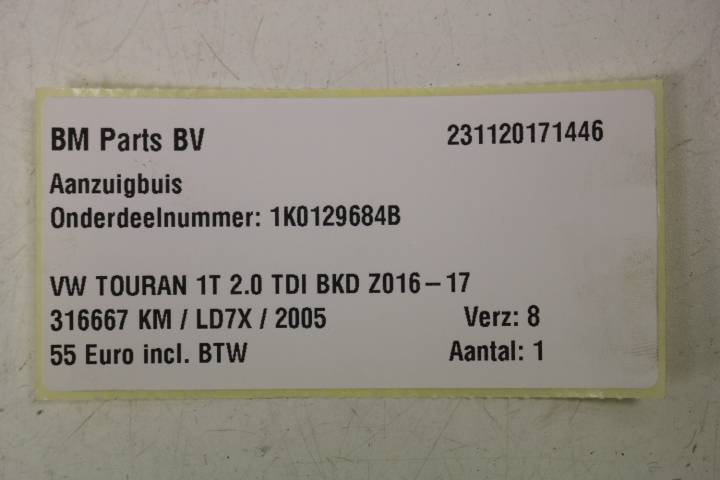 BM Parts BV 231120171446
Aanzuigbuis
Onderdeelnummer: 1K0129684B
VW TOURAN 1T 2.0 TDI BKD Z016-17
316667 KM / LD7X / 2005 Verz: 8
55 Euro incl. BTW Aantal: 1